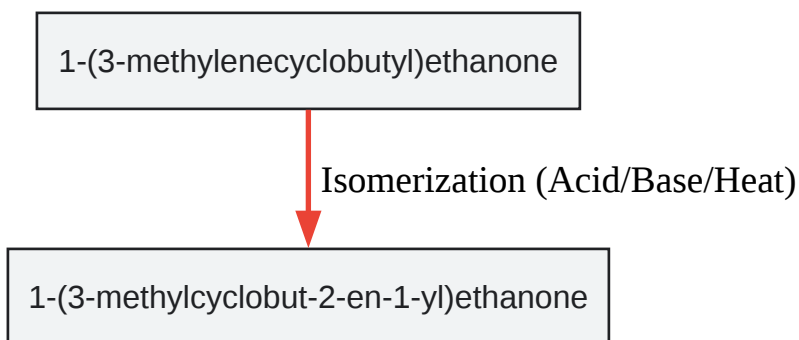 1-(3-methylenecyclobutyl)ethanone
Isomerization (Acid/Base/Heat)
1-(3-methylcyclobut-2-en-1-yl)ethanone